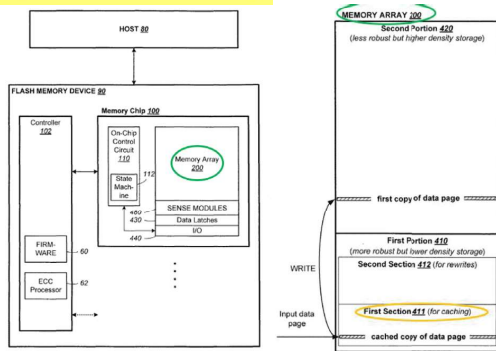 HOST 80
FLASH MEMORY DEVICE 90
Memory Chip 100
Controller
102
On-Chip
Control
Circuit
110
State
Mach-
ine
112
Memory Array
200
SENSE MODULES
480
Data Latches
430
I/O
440
FIRM-
WARE
60
ECC
Processor
62
MEMORY ARRAY 200
Second Portion 420
(less robust but higher density storage)
first copy of data page
First Portion 410
(more robust but lower density storage)
Second Section 412 (for rewrites)
WRITE
First Section 411 (for caching)
Input data
page
cached copy of data page